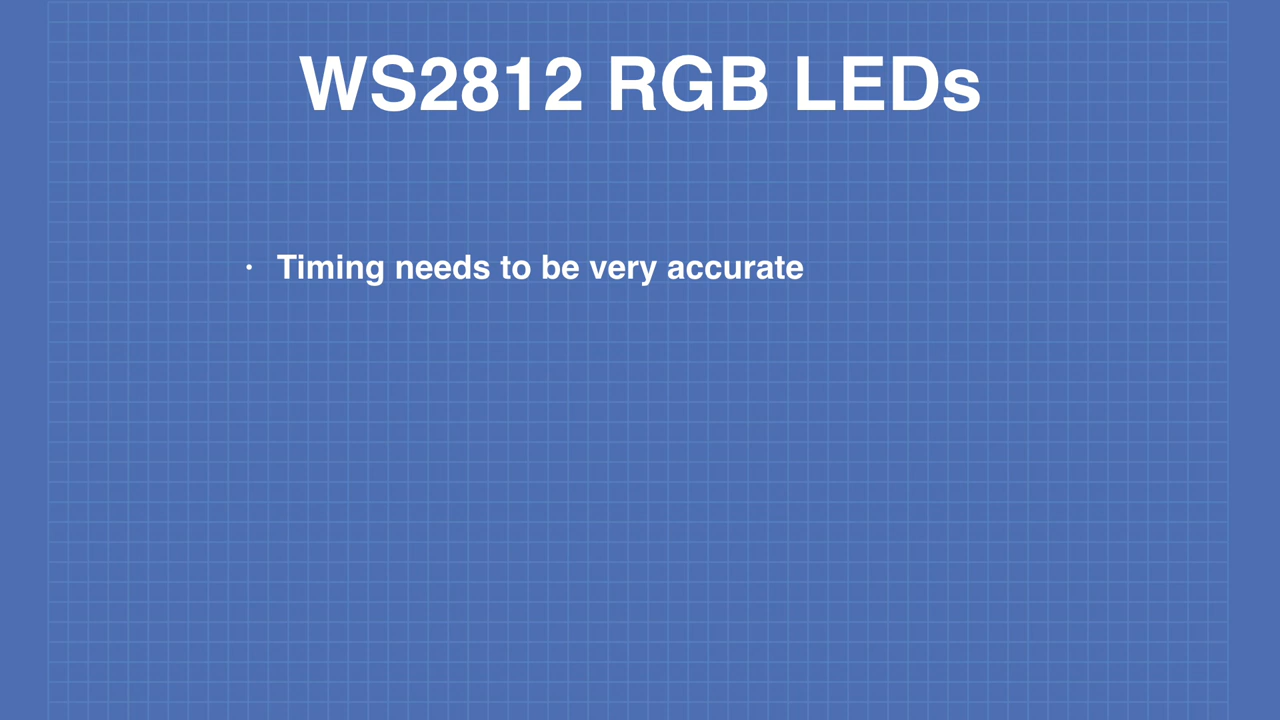 WS2812 RGB LEDs
• Timing needs to be very accurate